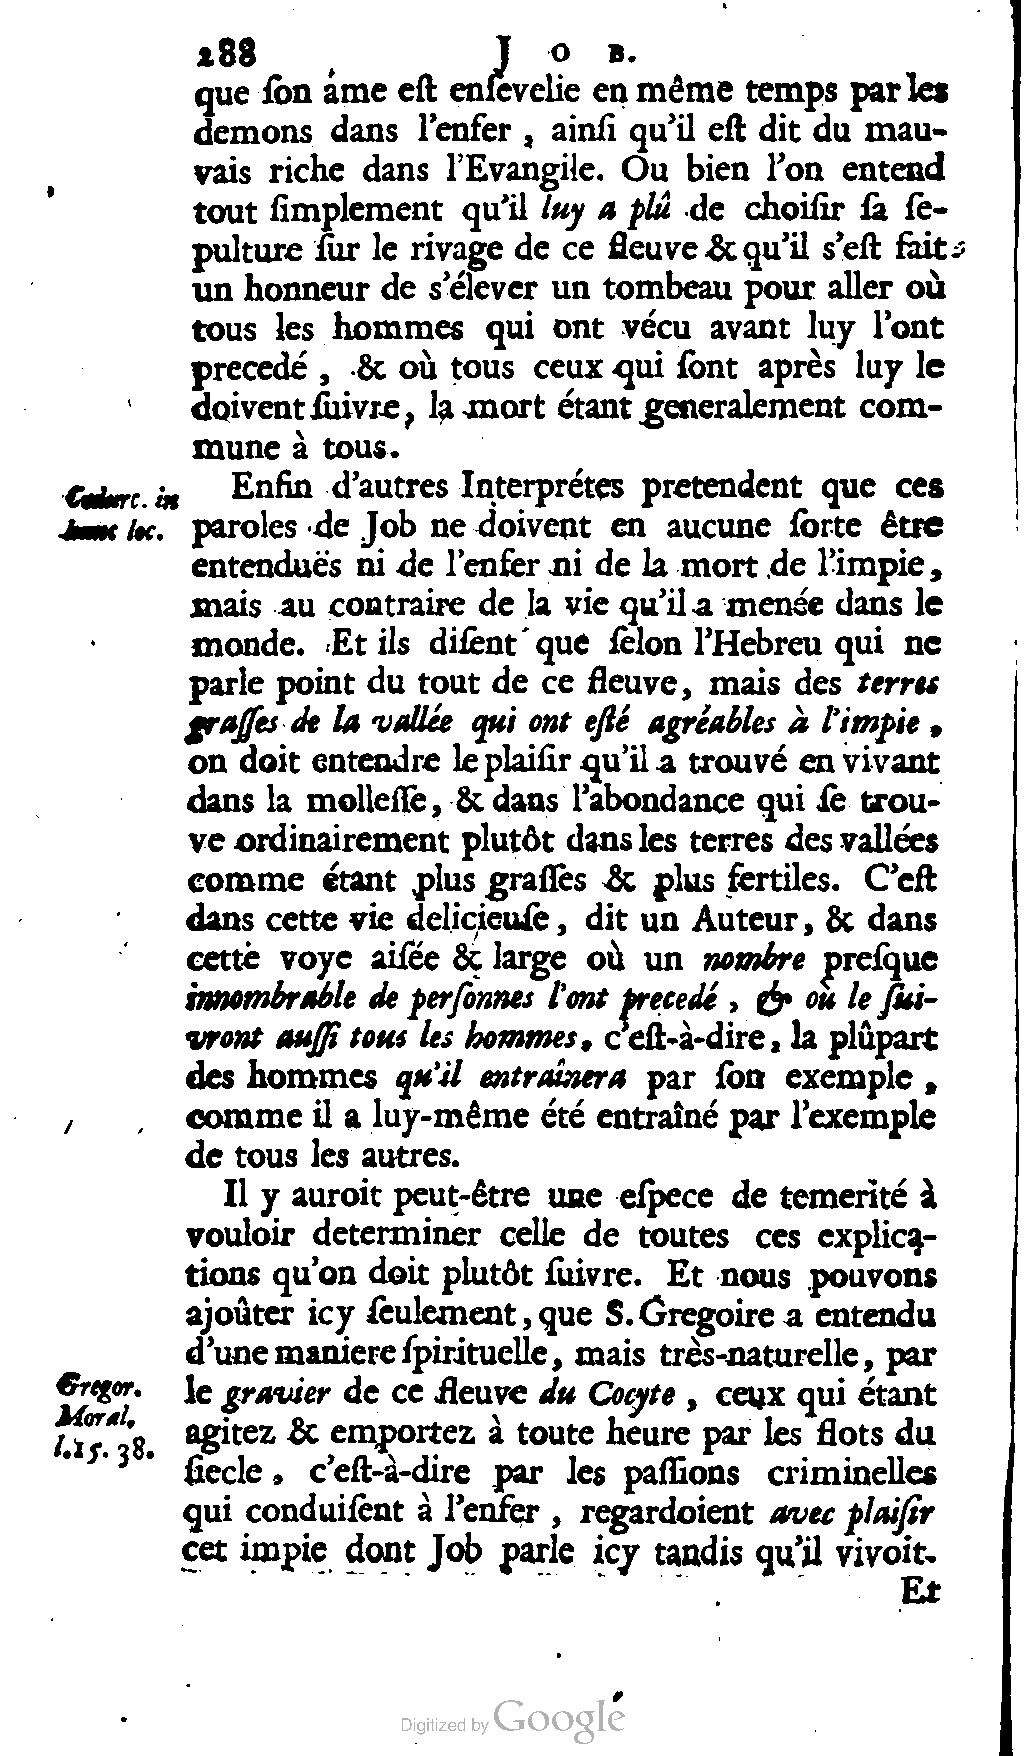 288 J O B.
que ſon áme eſt enſevelie en même temps par les
demons dans l'enfer, ainſi qu'il eſt dit du mau-
vais riche dans l'Evangile. Ou bien l'on entend
tout ſimplement qu'il luy a plû de choiſir ſa ſe-
pulture ſur le rivage de ce fleuve & qu'il s'eſt fait
un honneur de s'élever un tombeau pour aller où
tous les hommes qui ont vécu avant luy l'ont
precedé, & où tous ceux qui ſont après luy le
doivent ſuivre, la mort étant generalement com-
mune à tous.
Enfin d'autres Interprétes pretendent que ces
in
loc.
paroles de Job ne doivent en aucune ſorte être
entenduës ni de l'enfer ni de la mort de l'impie,
mais au contraire de la vie qu'il a menée dans le
monde. Et ils diſent que ſelon l'Hebreu qui ne
parle point du tout de ce fleuve, mais des terres
graſſes de la vallée qui ont eſté agréables à l'impie,
on doit entendre le plaiſir qu'il a trouvé en vivant
dans la molleſſe, & dans l'abondance qui ſe trou-
ve ordinairement plutôt dans les terres des vallées
comme étant plus graſſes & plus fertiles. C'eſt
dans cette vie delicieuſe, dit un Auteur, & dans
cette voye aiſée & large où un nombre preſque
innombrable de perſonnes l'ont precedé, & où le ſui-
vront auſſi tous les hommes, c'eſt-à-dire, la plûpart
des hommes qu'il entraînera par ſon exemple,
comme il a luy-même été entraîné par l'exemple
de tous les autres.
Il y auroit peut-être une eſpece de temerité à
vouloir determiner celle de toutes ces explica-
tions qu'on doit plutôt ſuivre. Et nous pouvons
ajoûter icy ſeulement, que S. Gregoire a entendu
d'une maniere ſpirituelle, mais très-naturelle, par
Gregor.
Moral.
l.15. 38.
le gravier de ce fleuve du Cocyte, ceux qui étant
agitez & emportez à toute heure par les flots du
ſiecle, c'eſt-à-dire par les paſſions criminelles
qui conduiſent à l'enfer, regardoient avec plaiſir
cet impie dont Job parle icy tandis qu'il vivoit.
Et
Digitized by Google